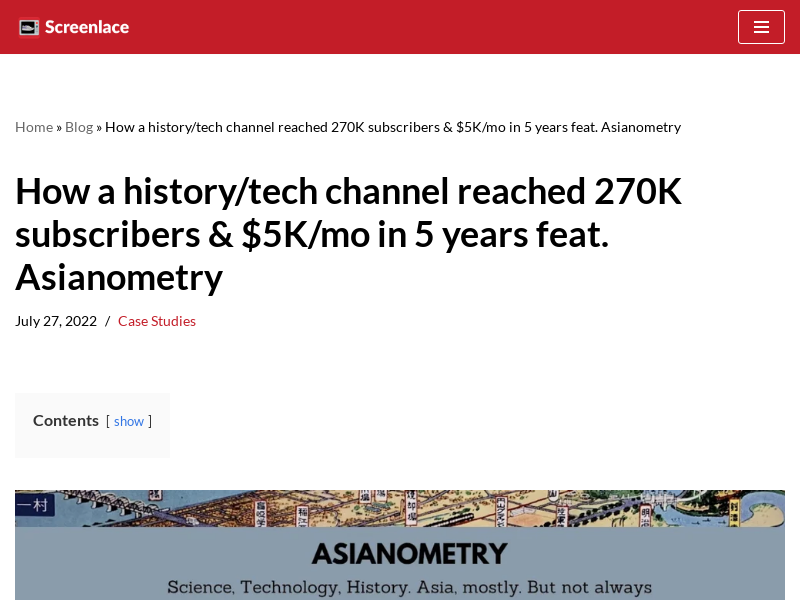 Screenlace
Home » Blog » How a history/tech channel reached 270K subscribers & $5K/mo in 5 years feat. Asianometry
How a history/tech channel reached 270K
subscribers & $5K/mo in 5 years feat.
Asianometry
July 27, 2022 / Case Studies
Contents [ show ]
一村
ASIANOMETRY
Science, Technology, History. Asia, mostly. But not always